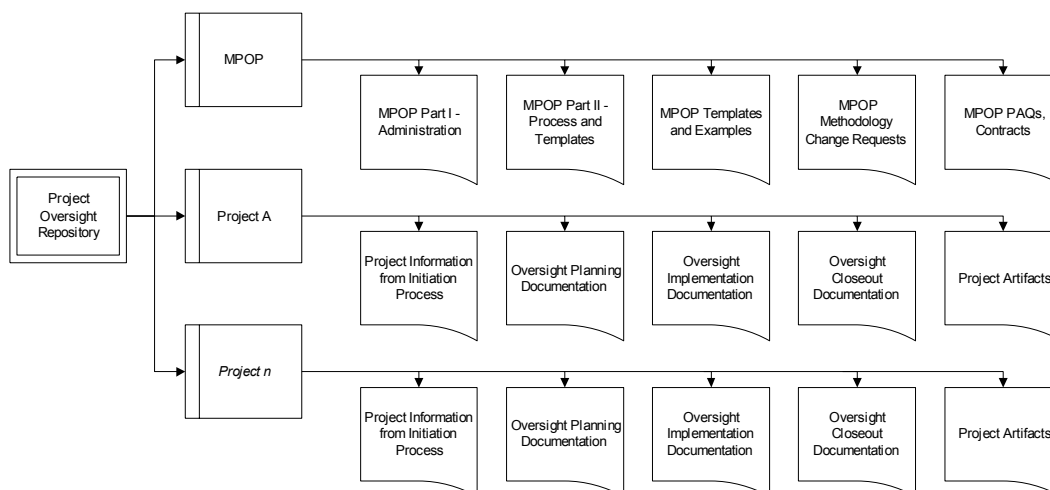 MPOP
MPOP Part I -
Administration
MPOP Part II -
Process and
Templates
MPOP Templates
and Examples
MPOP
Methodology
Change Requests
MPOP PAQs,
Contracts
Project
Oversight
Repository
Project A
Project Information
from Initiation
Process
Oversight Planning
Documentation
Oversight
Implementation
Documentation
Oversight
Closeout
Documentation
Project Artifacts
Project n
Project Information
from Initiation
Process
Oversight Planning
Documentation
Oversight
Implementation
Documentation
Oversight
Closeout
Documentation
Project Artifacts